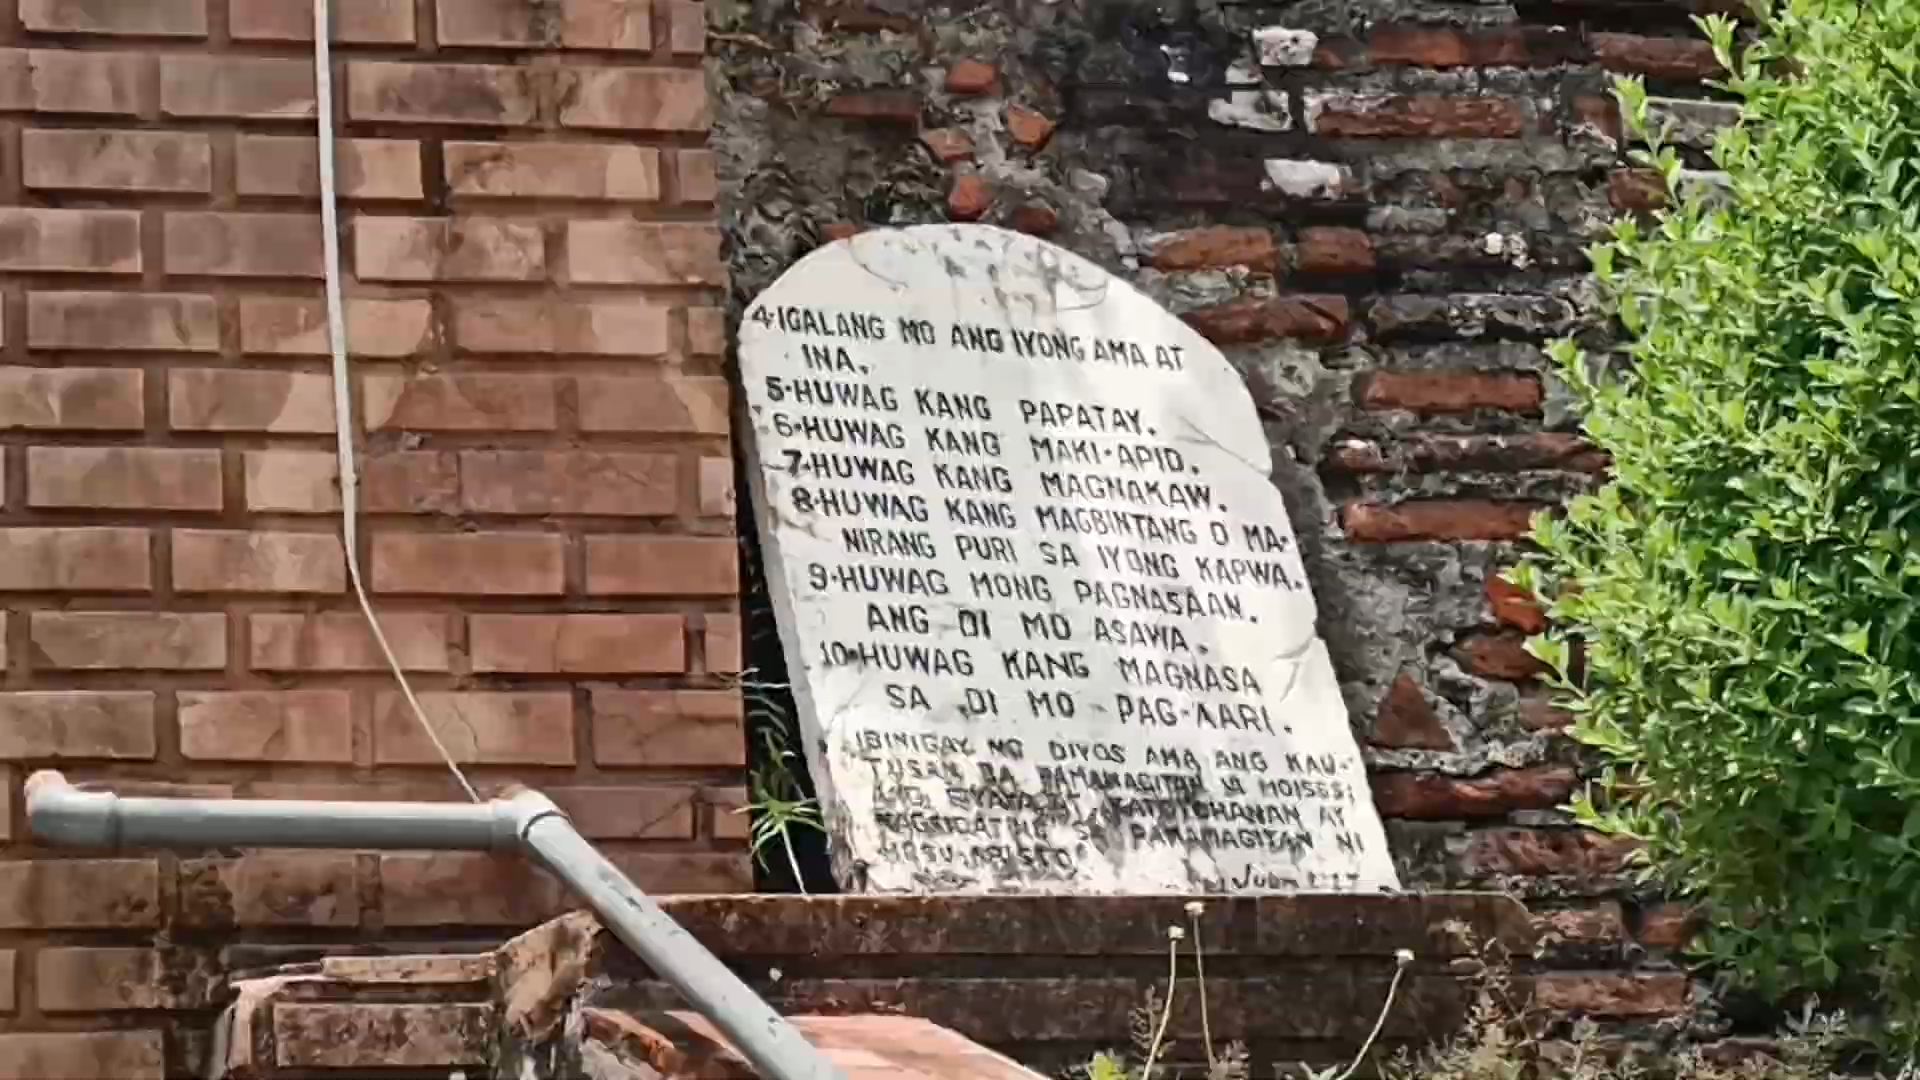 4·IGALANG MO ANG IYONG AMA AT
INA.
5·HUWAG KANG PAPATAY.
6·HUWAG KANG MAKI-APID.
7·HUWAG KANG MAGNAKAW.
8·HUWAG KANG MAGBINTANG O MA-
NIRANG PURI SA IYONG KAPWA.
9·HUWAG MONG PAGNASAAN.
ANG DI MO ASAWA.
10·HUWAG KANG MAGNASA
SA DI MO PAG-AARI.
IBINIGAY NG DIYOS AMA ANG KAU-
TUSAN SA PAMAMAGITAN NI MOISES;
KATOTOHANAN AY
PAMAMAGITAN NI